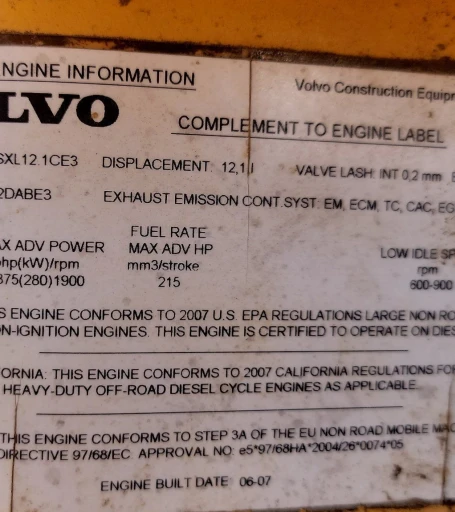 NGINE INFORMATION
Volvo Construction Equip
LVO
COMPLEMENT TO ENGINE LABEL
SXL12.1CE3 DISPLACEMENT: 12,1 l VALVE LASH: INT 0,2 mm
2DABE3 EXHAUST EMISSION CONT.SYST: EM, ECM, TC, CAC, EG
FUEL RATE
AX ADV POWER MAX ADV HP LOW IDLE SP
hp(kW)/rpm mm3/stroke rpm
375(280)1900 215 600-900
S ENGINE CONFORMS TO 2007 U.S. EPA REGULATIONS LARGE NON RO
N-IGNITION ENGINES. THIS ENGINE IS CERTIFIED TO OPERATE ON DIES
FORNIA: THIS ENGINE CONFORMS TO 2007 CALIFORNIA REGULATIONS FOR
HEAVY-DUTY OFF-ROAD DIESEL CYCLE ENGINES AS APPLICABLE.
THIS ENGINE CONFORMS TO STEP 3A OF THE EU NON ROAD MOBILE MAC
DIRECTIVE 97/68/EC. APPROVAL NO: e5*97/68HA*2004/26*0074*05
ENGINE BUILT DATE: 06-07